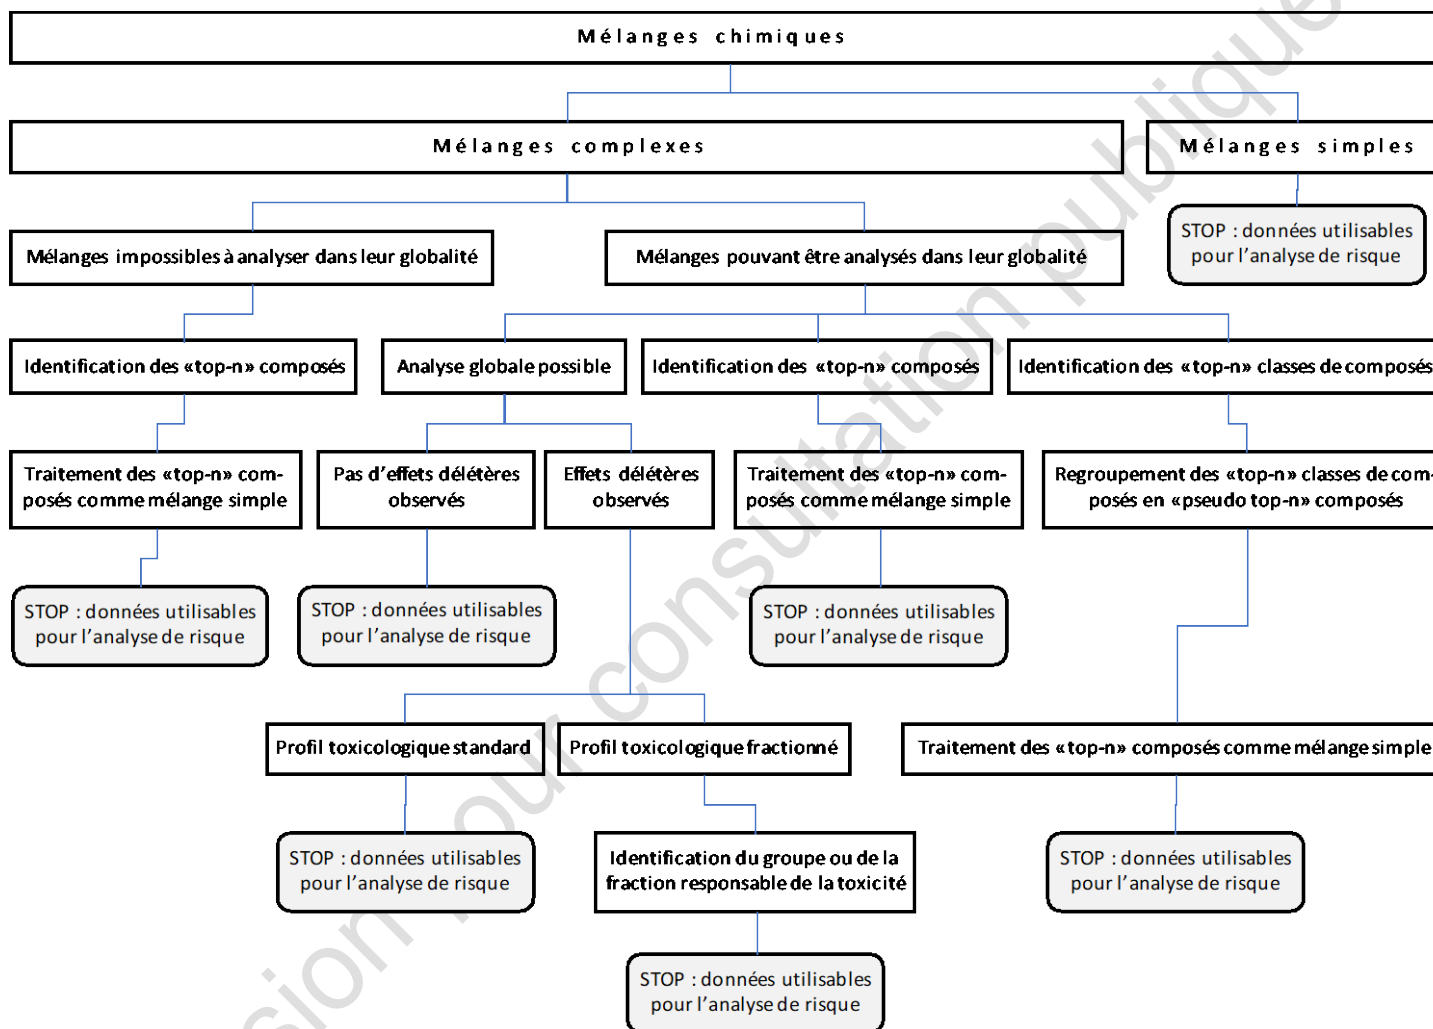 Mélanges chimiques
Mélanges complexes
Mélanges simples
STOP : données utilisables
pour l'analyse de risque
Mélanges impossibles à analyser dans leur globalité
Mélanges pouvant être analysés dans leur globalité
Identification des «top-n» composés
Analyse globale possible
Identification des «top-n» composés
Identification des «top-n» classes de composés
Traitement des «top-n» com-
posés comme mélange simple
Pas d'effets délétères
observés
Effets délétères
observés
Traitement des «top-n» com-
posés comme mélange simple
Regroupement des «top-n» classes de com-
posés en «pseudo top-n» composés
STOP : données utilisables
pour l'analyse de risque
STOP : données utilisables
pour l'analyse de risque
STOP : données utilisables
pour l'analyse de risque
Profil toxicologique standard
Profil toxicologique fractionné
Traitement des «top-n» composés comme mélange simple
STOP : données utilisables
pour l'analyse de risque
Identification du groupe ou de la
fraction responsable de la toxicité
STOP : données utilisables
pour l'analyse de risque
STOP : données utilisables
pour l'analyse de risque
sion pour consultation publique